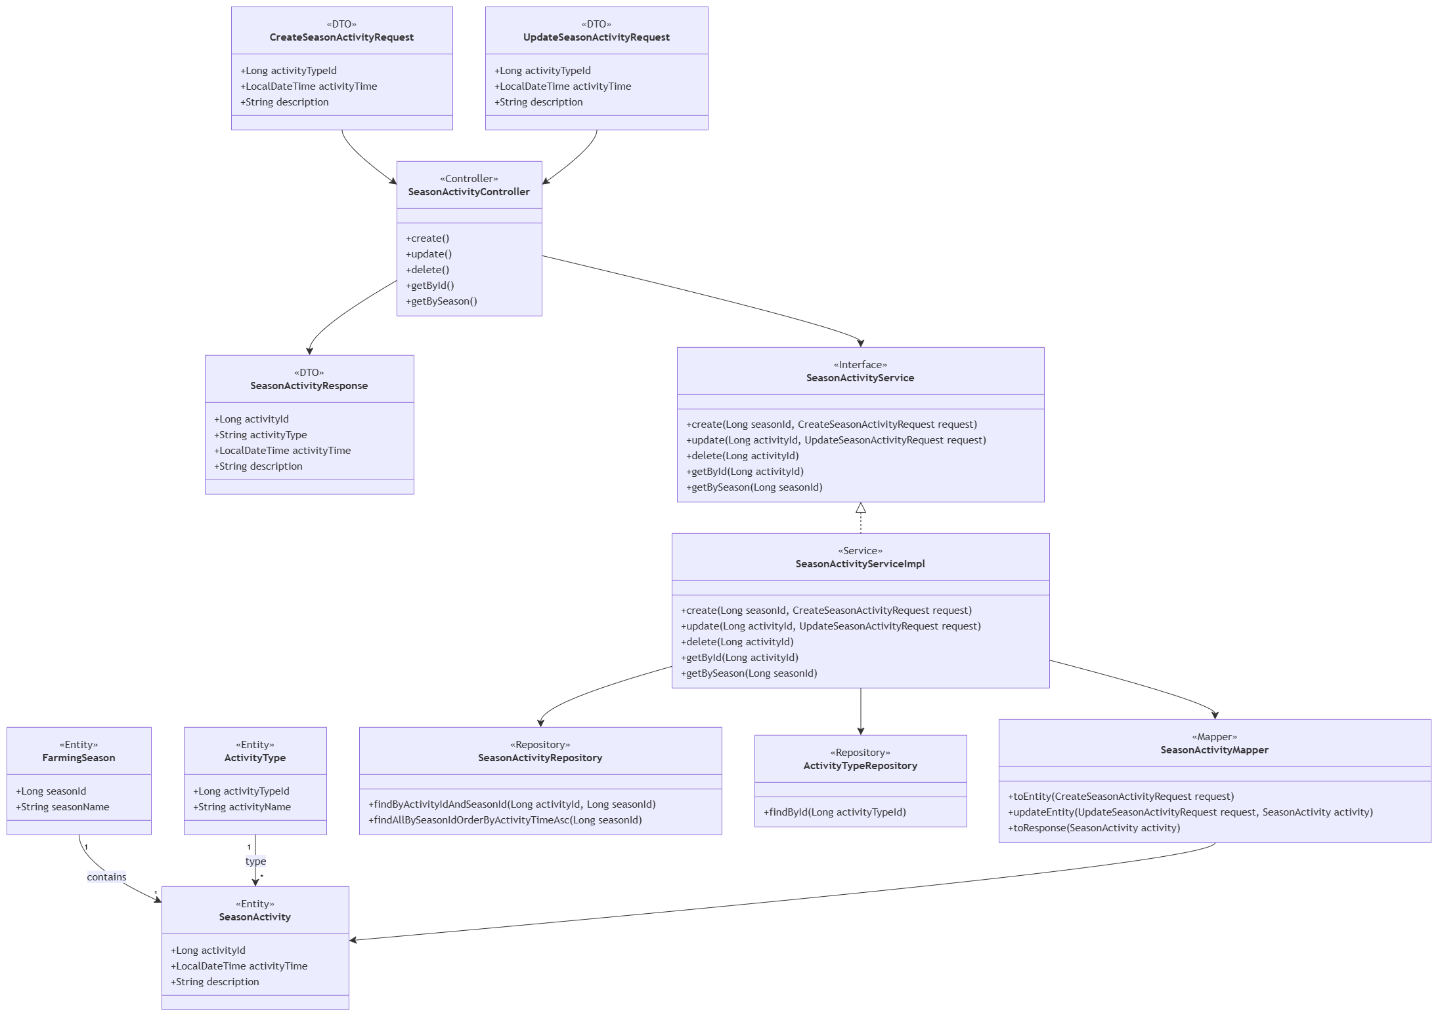 «DTO»
CreateSeasonActivityRequest
+Long activityTypeId
+LocalDateTime activityTime
+String description
«DTO»
UpdateSeasonActivityRequest
+Long activityTypeId
+LocalDateTime activityTime
+String description
«Controller»
SeasonActivityController
+create()
+update()
+delete()
+getById()
+getBySeason()
«DTO»
SeasonActivityResponse
+Long activityId
+String activityType
+LocalDateTime activityTime
+String description
«Interface»
SeasonActivityService
+create(Long seasonId, CreateSeasonActivityRequest request)
+update(Long activityId, UpdateSeasonActivityRequest request)
+delete(Long activityId)
+getById(Long activityId)
+getBySeason(Long seasonId)
«Service»
SeasonActivityServiceImpl
+create(Long seasonId, CreateSeasonActivityRequest request)
+update(Long activityId, UpdateSeasonActivityRequest request)
+delete(Long activityId)
+getById(Long activityId)
+getBySeason(Long seasonId)
«Entity»
FarmingSeason
+Long seasonId
+String seasonName
«Entity»
ActivityType
+Long activityTypeId
+String activityName
«Repository»
SeasonActivityRepository
+findByActivityIdAndSeasonId(Long activityId, Long seasonId)
+findAllBySeasonIdOrderByActivityTimeAsc(Long seasonId)
«Repository»
ActivityTypeRepository
+findById(Long activityTypeId)
«Mapper»
SeasonActivityMapper
+toEntity(CreateSeasonActivityRequest request)
+updateEntity(UpdateSeasonActivityRequest request, SeasonActivity activity)
+toResponse(SeasonActivity activity)
1
contains
*
1
type
*
«Entity»
SeasonActivity
+Long activityId
+LocalDateTime activityTime
+String description